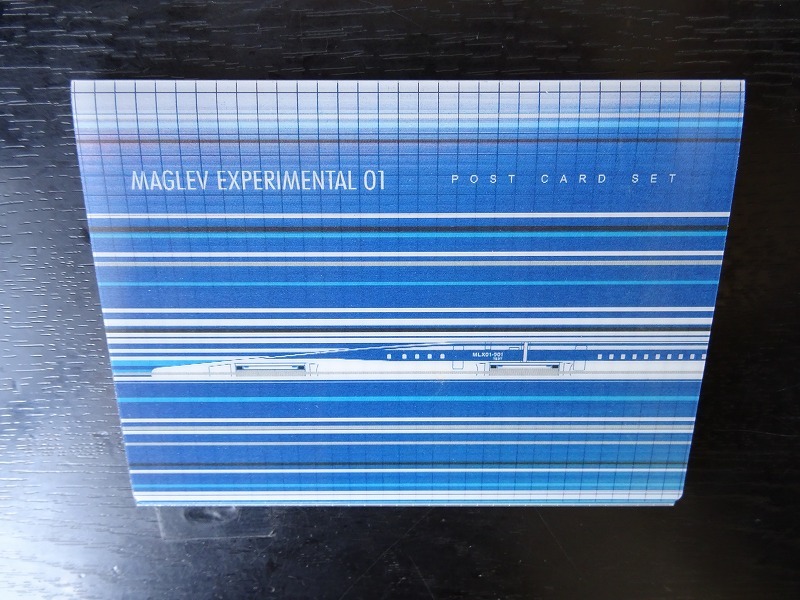 MAGLEV EXPERIMENTAL 01 POST CARD SET
MLX01-001